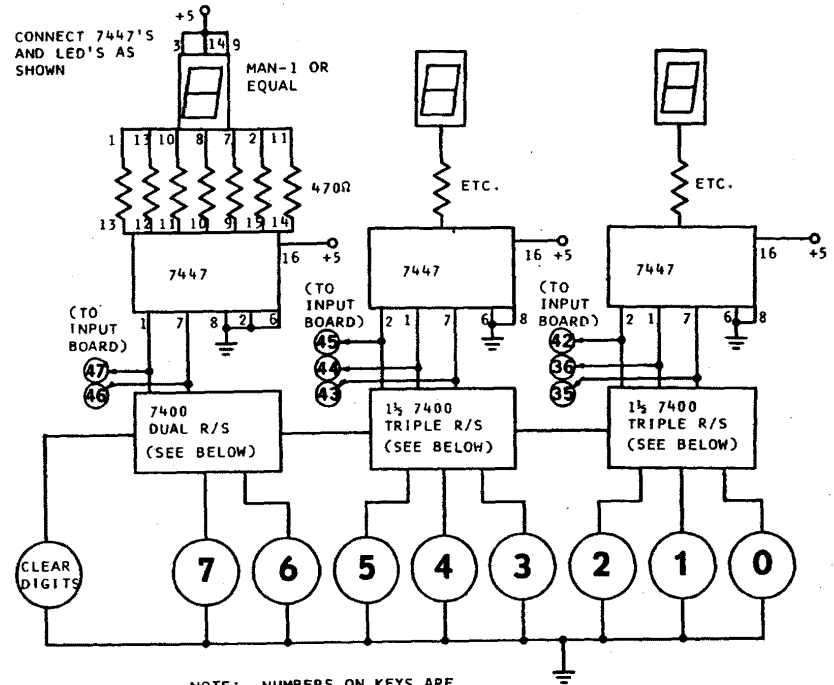 +5
CONNECT 7447'S
AND LED'S AS
SHOWN
3 14 9
MAN-1 OR
EQUAL
1 13 10 8 7 2 11
470Ω
ETC.
ETC.
13 12 11 10 9 15 14
7447
16 +5
7447
16 +5
7447
16 +5
(TO
INPUT
BOARD)
1 7 8 2 6
(TO
INPUT
BOARD)
2 1 7 6 8
(TO
INPUT
BOARD)
2 1 7 6 8
47
46
45
44
43
42
36
35
7400
DUAL R/S
(SEE BELOW)
1½ 7400
TRIPLE R/S
(SEE BELOW)
1½ 7400
TRIPLE R/S
(SEE BELOW)
CLEAR
DIGITS
7 6 5 4 3 2 1 0
NOTE: NUMBERS ON KEYS ARE